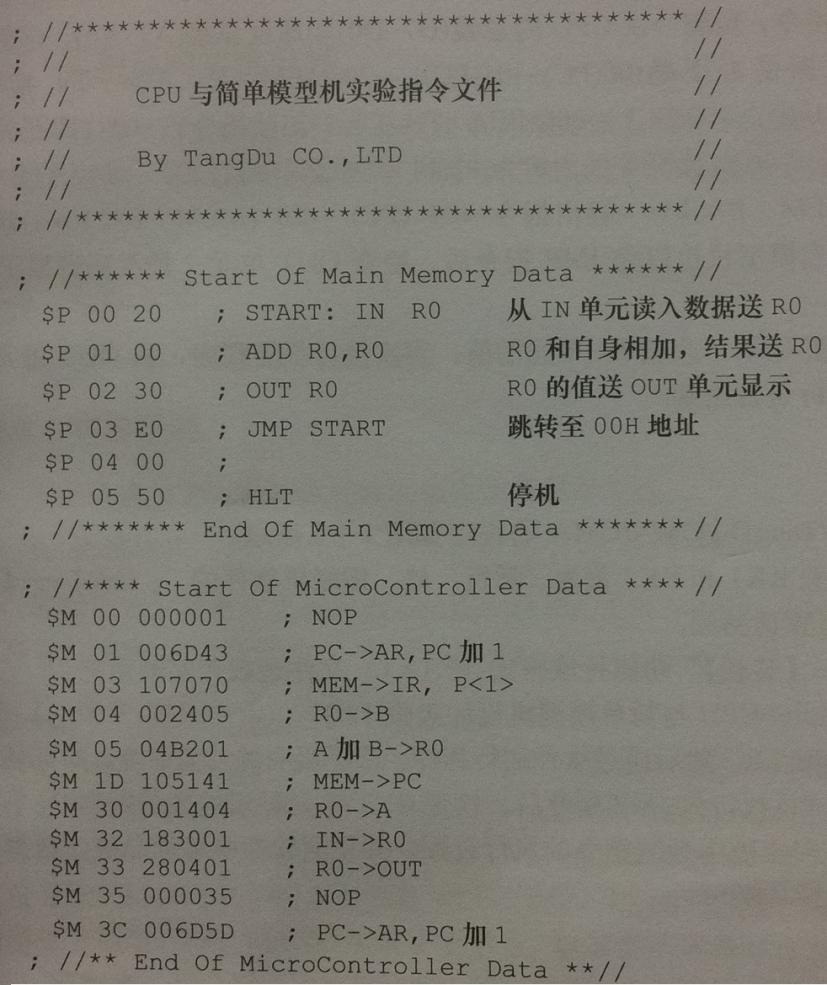 ; //****************************************//
; // //
; // CPU 与简单模型机实验指令文件 //
; // //
; // By TangDu CO.,LTD //
; // //
; //****************************************//
; //****** Start Of Main Memory Data ******//
$P 00 20 ; START: IN R0 从 IN 单元读入数据送 R0
$P 01 00 ; ADD R0,R0 R0 和自身相加，结果送 R0
$P 02 30 ; OUT R0 R0 的值送 OUT 单元显示
$P 03 E0 ; JMP START 跳转至 00H 地址
$P 04 00 ;
$P 05 50 ; HLT 停机
; //******* End Of Main Memory Data *******//
; //**** Start Of MicroController Data ****//
$M 00 000001 ; NOP
$M 01 006D43 ; PC->AR,PC 加 1
$M 03 107070 ; MEM->IR, P<1>
$M 04 002405 ; R0->B
$M 05 04B201 ; A 加 B->R0
$M 1D 105141 ; MEM->PC
$M 30 001404 ; R0->A
$M 32 183001 ; IN->R0
$M 33 280401 ; R0->OUT
$M 35 000035 ; NOP
$M 3C 006D5D ; PC->AR,PC 加 1
; //** End Of MicroController Data **//